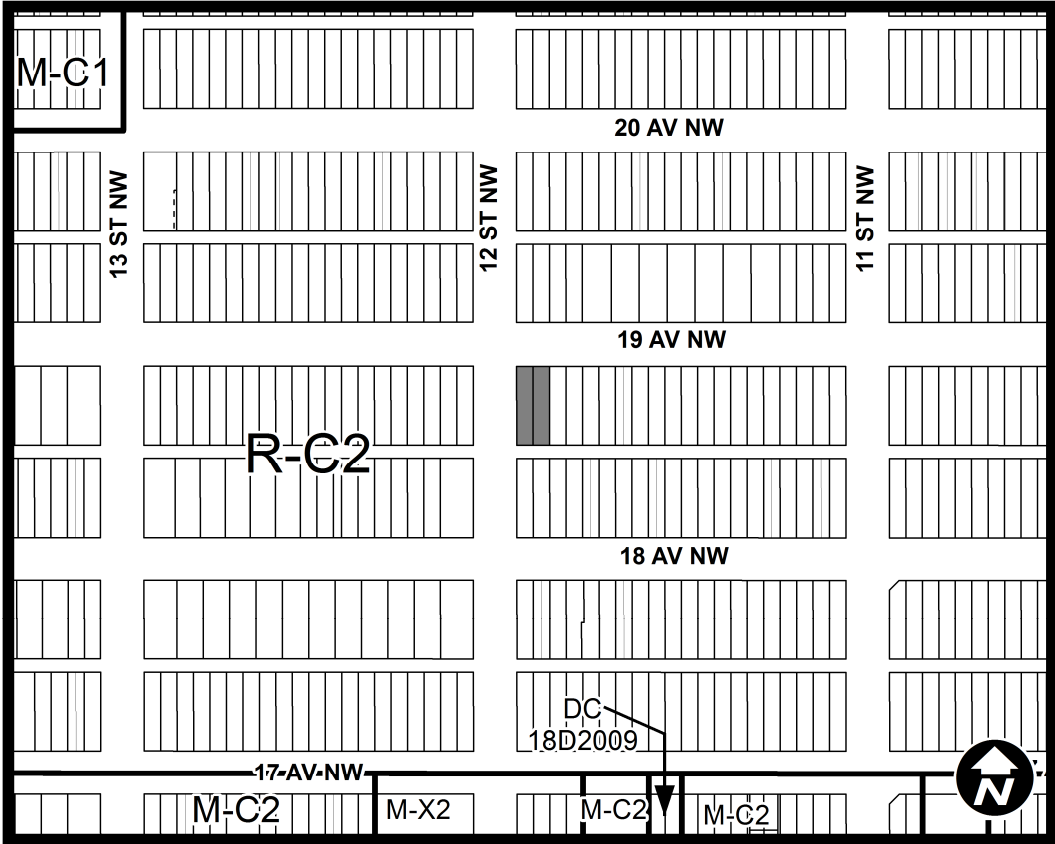 M-C1
20 AV NW
13 ST NW
12 ST NW
11 ST NW
19 AV NW
R-C2
18 AV NW
DC
18D2009
17 AV NW
M-C2
M-X2
M-C2
M-C2
N